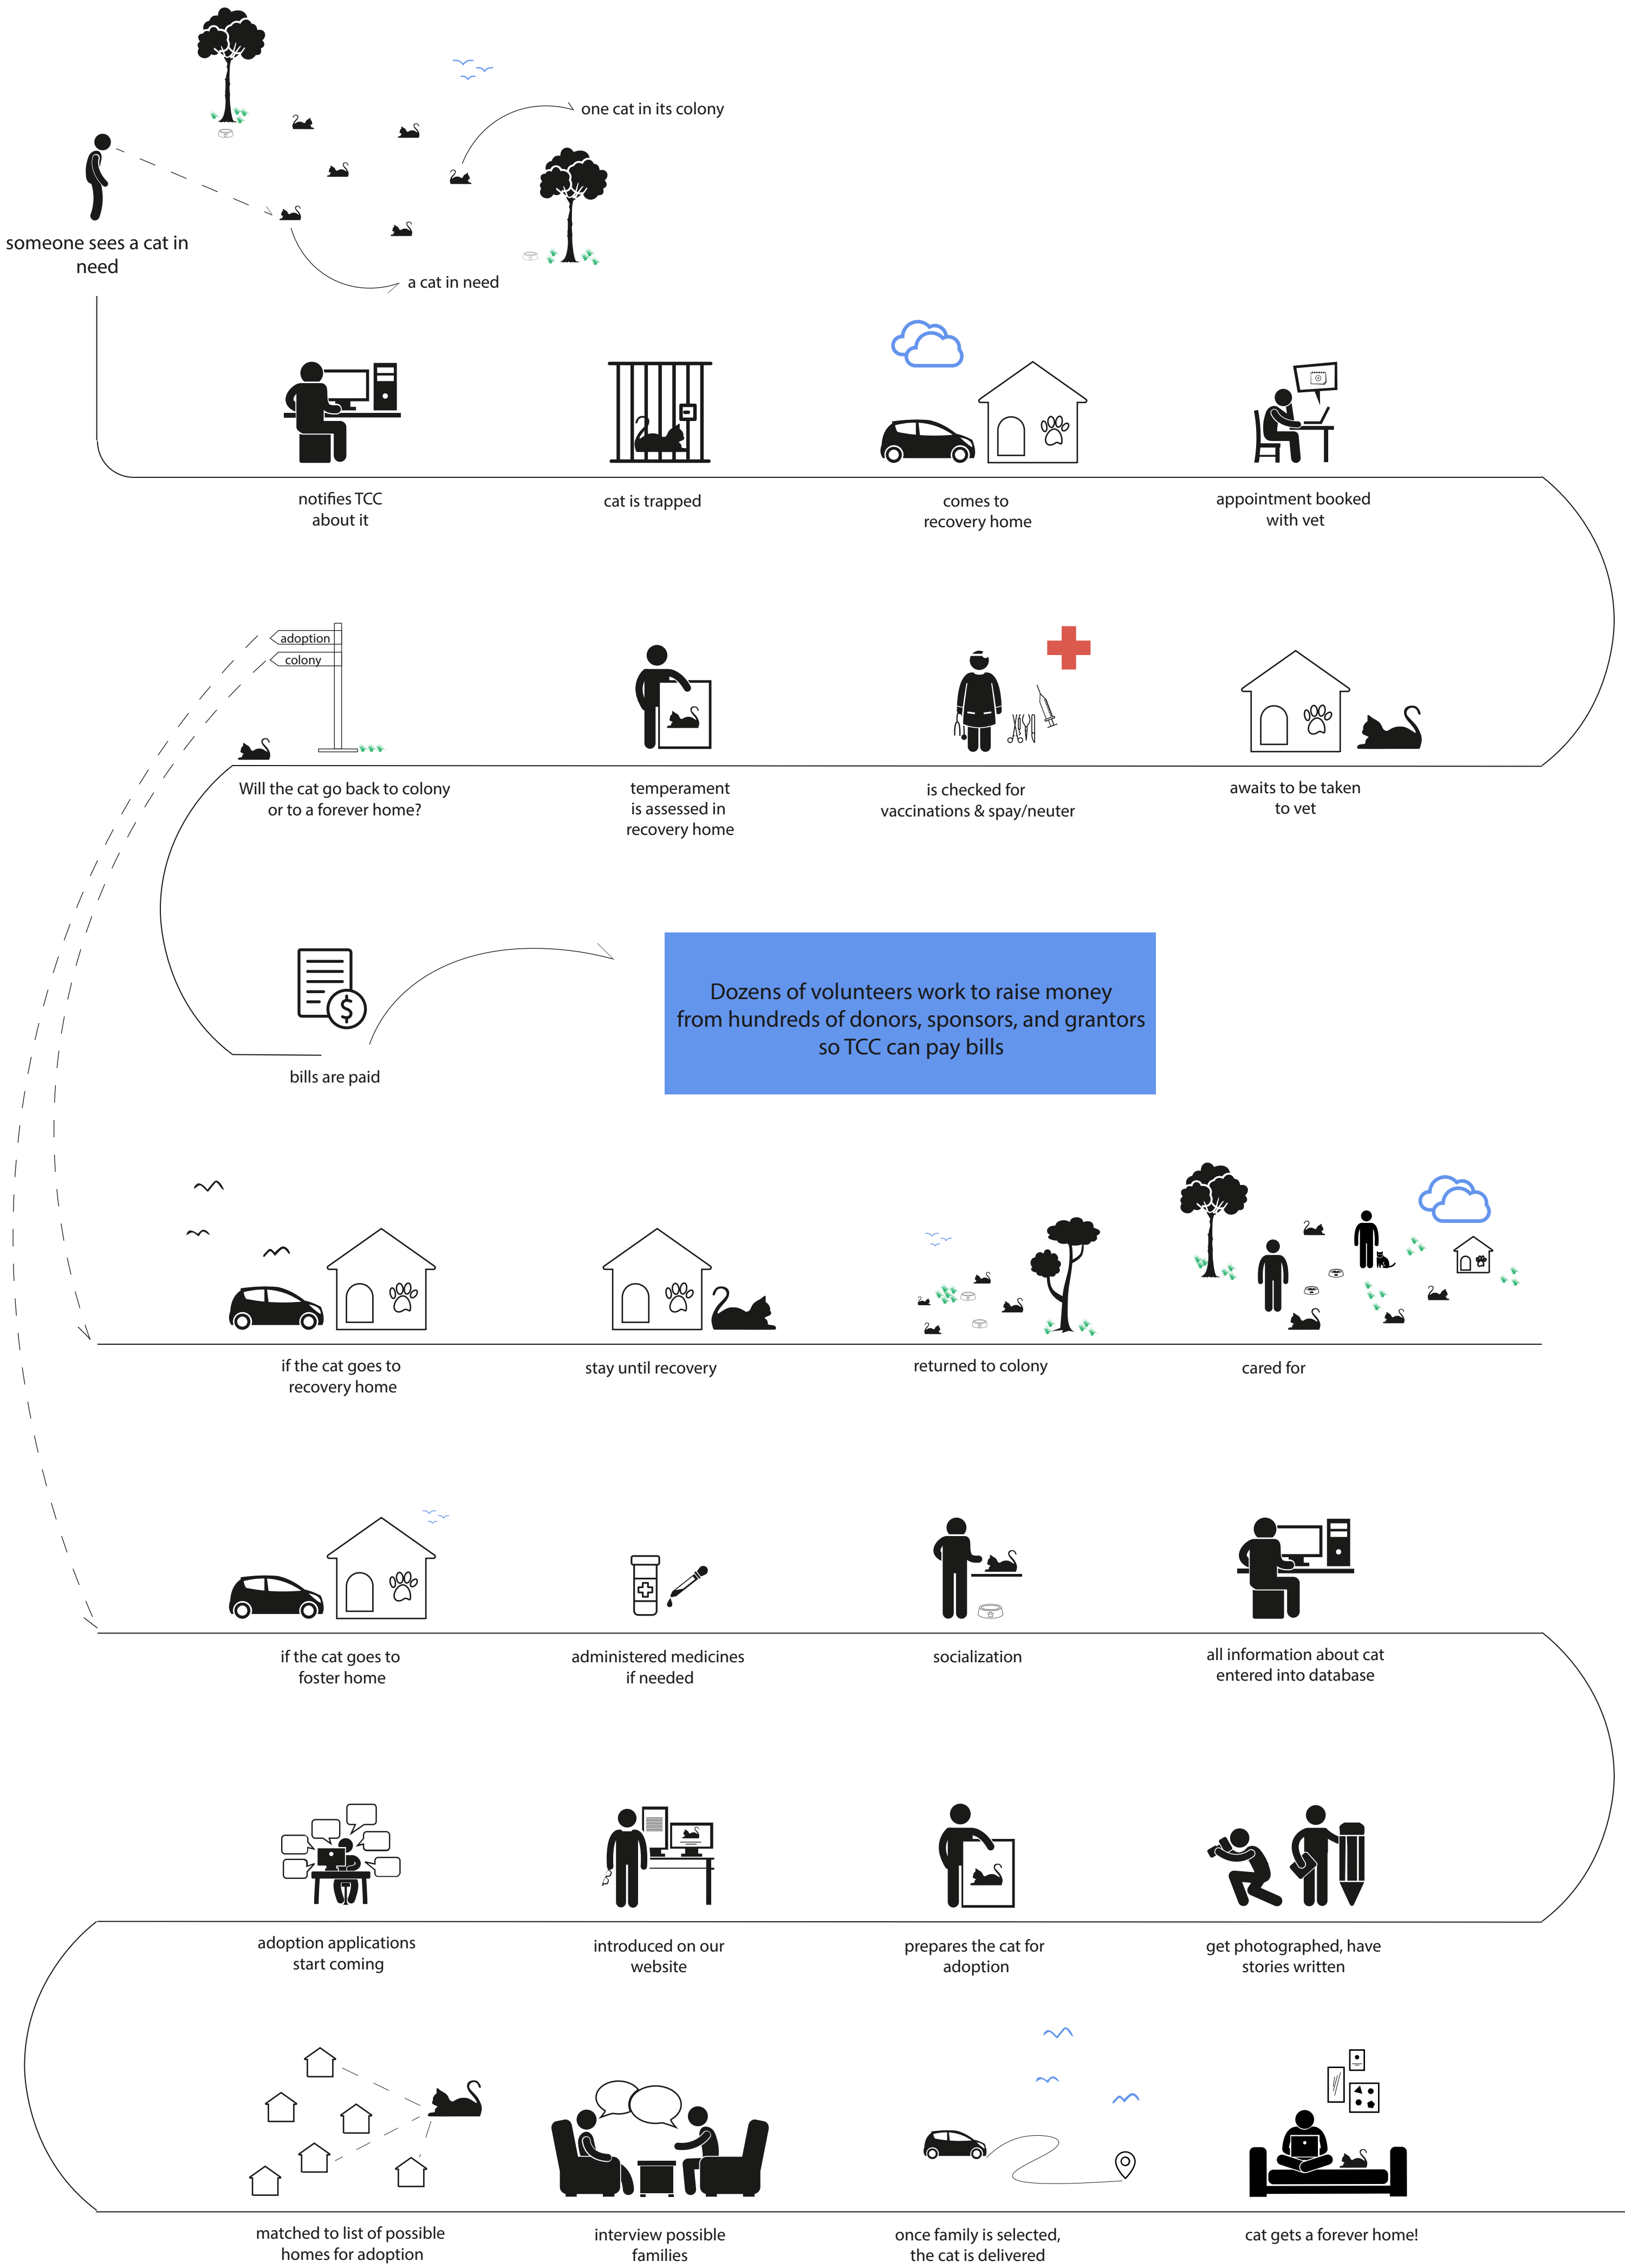 one cat in its colony
someone sees a cat in
need
a cat in need
notifies TCC
about it
cat is trapped
comes to
recovery home
appointment booked
with vet
adoption
colony
Will the cat go back to colony
or to a forever home?
temperament
is assessed in
recovery home
is checked for
vaccinations & spay/neuter
awaits to be taken
to vet
$
bills are paid
Dozens of volunteers work to raise money
from hundreds of donors, sponsors, and grantors
so TCC can pay bills
if the cat goes to
recovery home
stay until recovery
returned to colony
cared for
if the cat goes to
foster home
administered medicines
if needed
socialization
all information about cat
entered into database
adoption applications
start coming
introduced on our
website
prepares the cat for
adoption
get photographed, have
stories written
matched to list of possible
homes for adoption
interview possible
families
once family is selected,
the cat is delivered
cat gets a forever home!